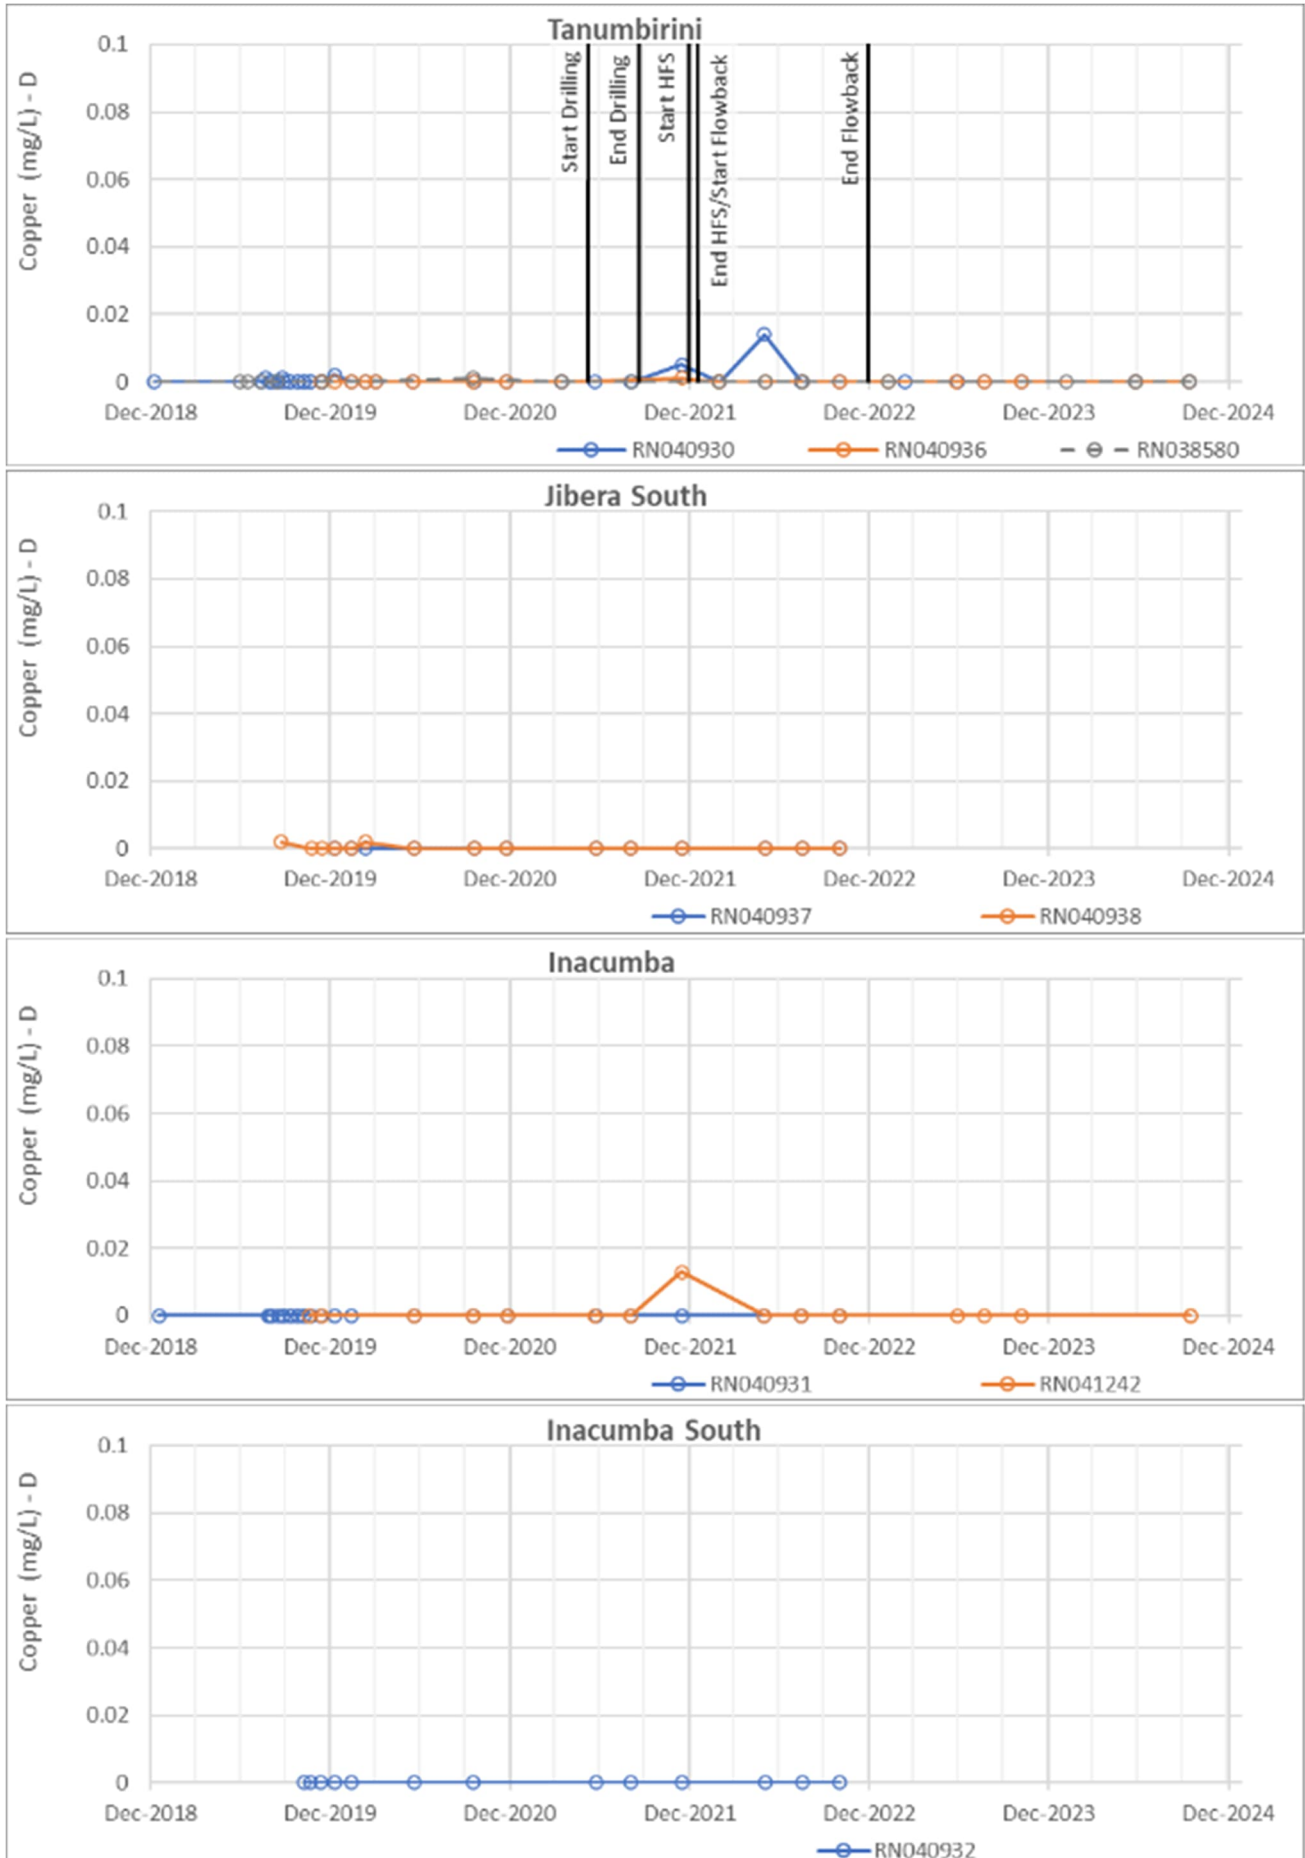 Tanumbirini
Copper (mg/L) - D
0.1
0.08
0.06
0.04
0.02
0
Start Drilling
End Drilling
Start HFS
End HFS/Start Flowback
End Flowback
Dec-2018 Dec-2019 Dec-2020 Dec-2021 Dec-2022 Dec-2023 Dec-2024
RN040930 RN040936 RN038580
Jibera South
Copper (mg/L) - D
0.1
0.08
0.06
0.04
0.02
0
Dec-2018 Dec-2019 Dec-2020 Dec-2021 Dec-2022 Dec-2023 Dec-2024
RN040937 RN040938
Inacumba
Copper (mg/L) - D
0.1
0.08
0.06
0.04
0.02
0
Dec-2018 Dec-2019 Dec-2020 Dec-2021 Dec-2022 Dec-2023 Dec-2024
RN040931 RN041242
Inacumba South
Copper (mg/L) - D
0.1
0.08
0.06
0.04
0.02
0
Dec-2018 Dec-2019 Dec-2020 Dec-2021 Dec-2022 Dec-2023 Dec-2024
RN040932